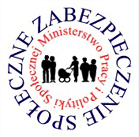 ZABEZPIECZENIE SPOŁECZNE
Ministerstwo Pracy i Polityki Społecznej